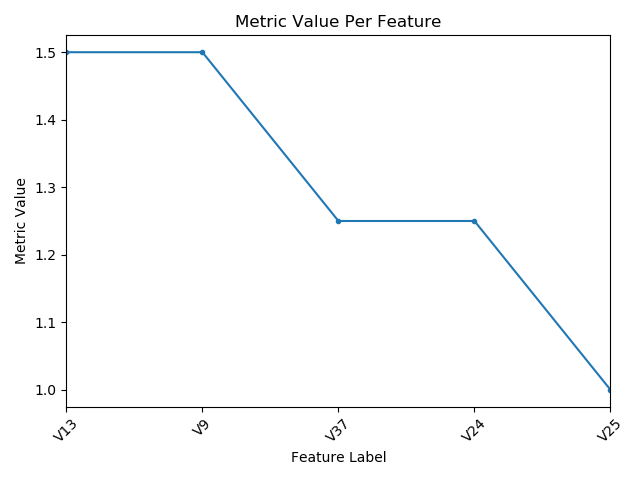 Metric Value Per Feature
1.5
1.4
1.3
1.2
1.1
1.0
Metric Value
V13
V9
V37
V24
V25
Feature Label